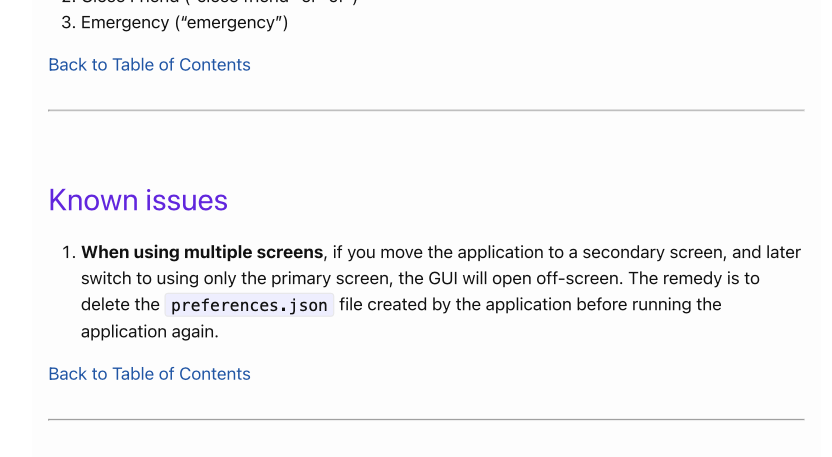 3. Emergency (“emergency”)
Back to Table of Contents
Known issues
1. When using multiple screens, if you move the application to a secondary screen, and later
switch to using only the primary screen, the GUI will open off-screen. The remedy is to
delete the preferences.json file created by the application before running the
application again.
Back to Table of Contents